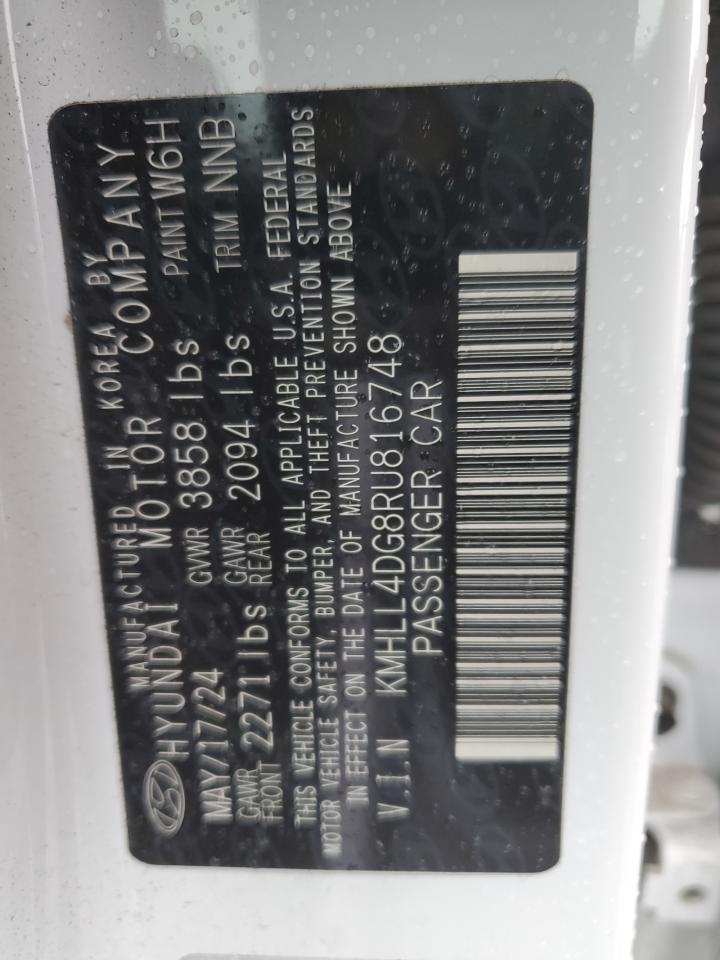 MANUFACTURED IN KOREA BY
HYUNDAI MOTOR COMPANY
MAY/17/24 GVWR 3858 lbs PAINT W6H
GAWR FRONT 2271 lbs GAWR REAR 2094 lbs TRIM NNB
THIS VEHICLE CONFORMS TO ALL APPLICABLE U.S.A. FEDERAL
MOTOR VEHICLE SAFETY, BUMPER, AND THEFT PREVENTION STANDARDS
IN EFFECT ON THE DATE OF MANUFACTURE SHOWN ABOVE
V.I.N KMHLL4DG8RU816748
PASSENGER CAR